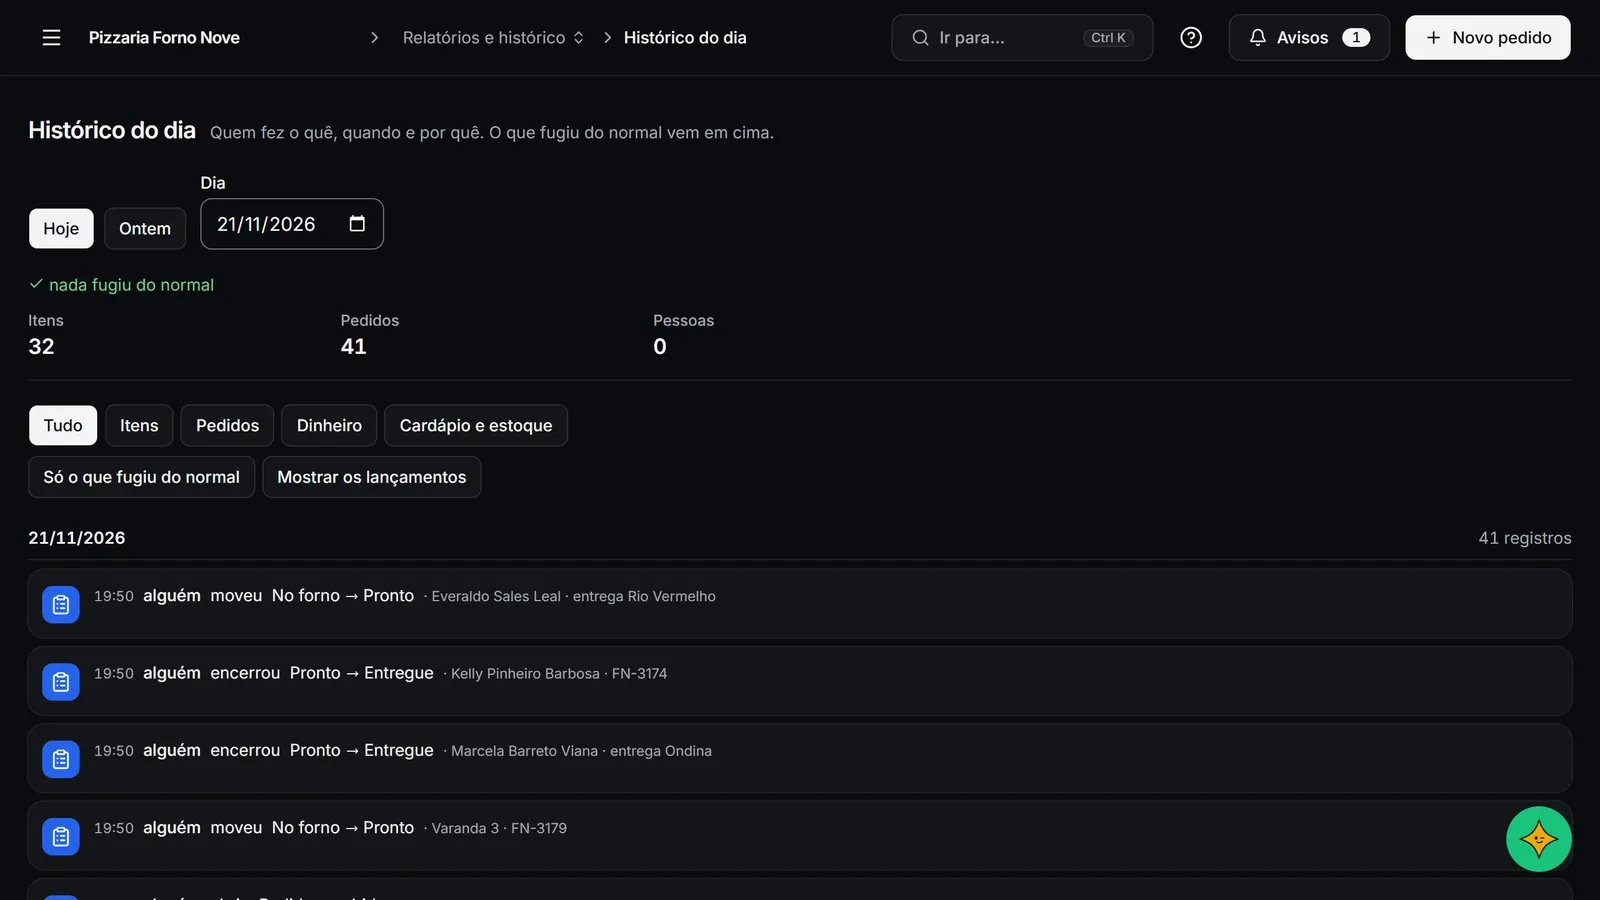 Pizzaria Forno Nove
Relatórios e histórico
Histórico do dia
Ir para...
Ctrl K
Avisos 1
Novo pedido
Histórico do dia
Quem fez o quê, quando e por quê. O que fugiu do normal vem em cima.
Dia
Hoje
Ontem
21/11/2026
nada fugiu do normal
Itens
Pedidos
Pessoas
32
41
0
Tudo
Itens
Pedidos
Dinheiro
Cardápio e estoque
Só o que fugiu do normal
Mostrar os lançamentos
21/11/2026
41 registros
19:50 alguém moveu No forno → Pronto · Everaldo Sales Leal · entrega Rio Vermelho
19:50 alguém encerrou Pronto → Entregue · Kelly Pinheiro Barbosa · FN-3174
19:50 alguém encerrou Pronto → Entregue · Marcela Barreto Viana · entrega Ondina
19:50 alguém moveu No forno → Pronto · Varanda 3 · FN-3179